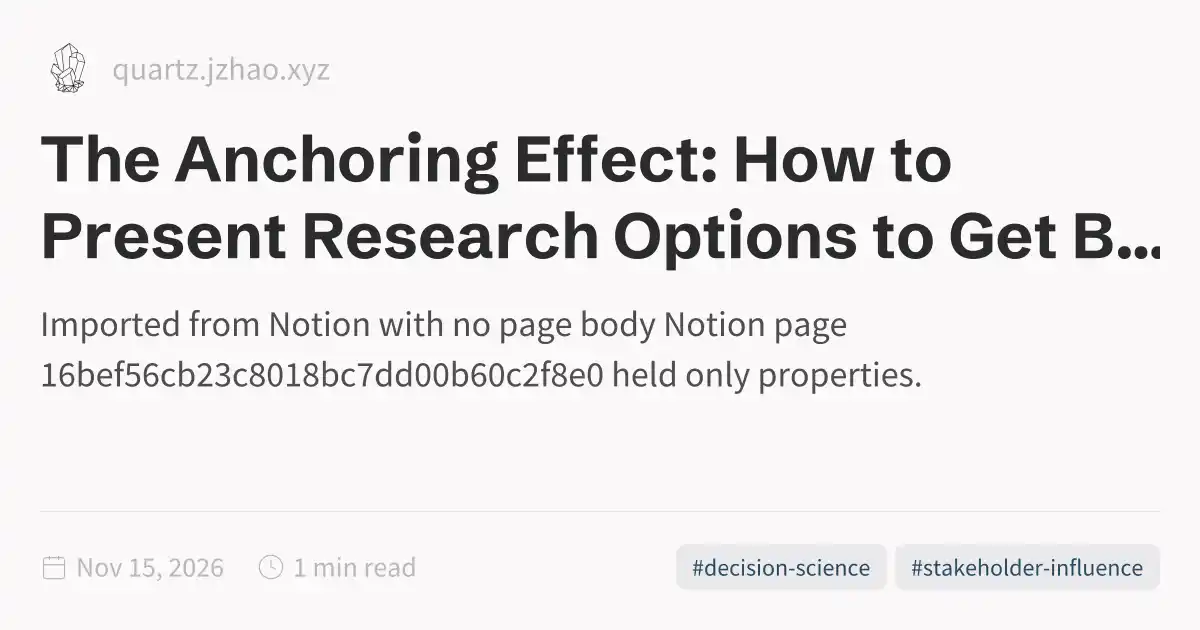 quartz.jzhao.xyz
The Anchoring Effect: How to
Present Research Options to Get B...
Imported from Notion with no page body Notion page
16bef56cb23c8018bc7dd00b60c2f8e0 held only properties.
Nov 15, 2026 1 min read #decision-science #stakeholder-influence